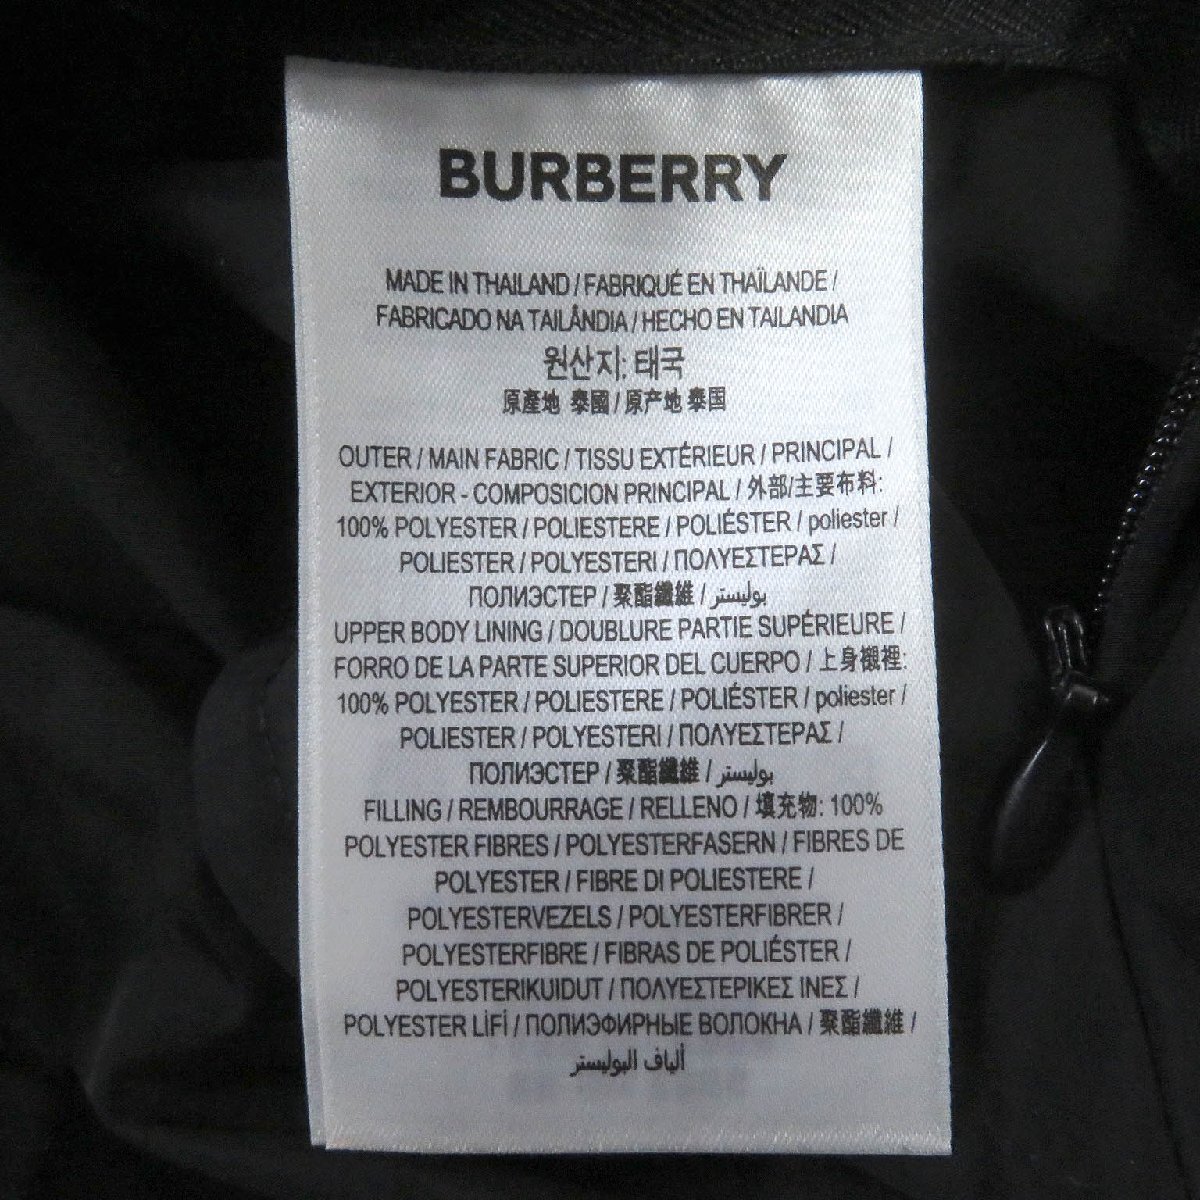 BURBERRY
MADE IN THAILAND / FABRIQUÉ EN THAÏLANDE /
FABRICADO NA TAILÂNDIA / HECHO EN TAILANDIA
원산지: 태국
原產地 泰國 / 原产地 泰国
OUTER / MAIN FABRIC / TISSU EXTÉRIEUR / PRINCIPAL /
EXTERIOR - COMPOSICION PRINCIPAL / 外部/主要布料:
100% POLYESTER / POLIESTERE / POLIÉSTER / poliester /
POLIESTER / POLYESTERI / ΠΟΛΥΕΣΤΕΡΑΣ /
ПОЛИЭСТЕР / 聚酯纖維 / بوليستر
UPPER BODY LINING / DOUBLURE PARTIE SUPÉRIEURE /
FORRO DE LA PARTE SUPERIOR DEL CUERPO / 上身襯裡:
100% POLYESTER / POLIESTERE / POLIÉSTER / poliester /
POLIESTER / POLYESTERI / ΠΟΛΥΕΣΤΕΡΑΣ /
ПОЛИЭСТЕР / 聚酯纖維 / بوليستر
FILLING / REMBOURRAGE / RELLENO / 填充物: 100%
POLYESTER FIBRES / POLYESTERFASERN / FIBRES DE
POLYESTER / FIBRE DI POLIESTERE /
POLYESTERVEZELS / POLYESTERFIBRER /
POLYESTERFIBRE / FIBRAS DE POLIÉSTER /
POLYESTERIKUIDUT / ΠΟΛΥΕΣΤΕΡΙΚΕΣ ΙΝΕΣ /
POLYESTER LİFİ / ПОЛИЭФИРНЫЕ ВОЛОКНА / 聚酯纖維 /
ألياف البوليستر